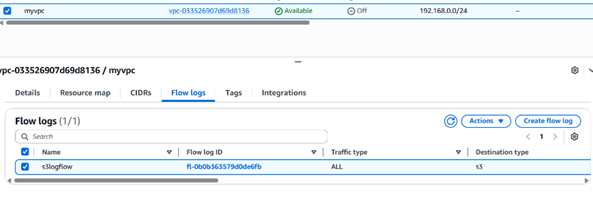 myvpc vpc-033526907d69d8136 Available Off 192.168.0.0/24 –
vpc-033526907d69d8136 / myvpc
Details Resource map CIDRs Flow logs Tags Integrations
Flow logs (1/1) Actions Create flow log
Search 1
Name Flow log ID Traffic type Destination type
s3logflow fl-0b0b363579d0de6fb ALL s3